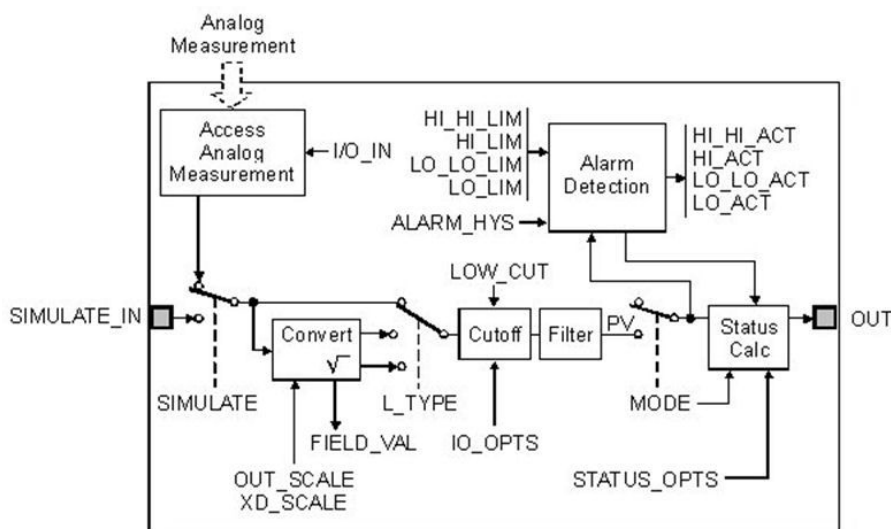 Analog
Measurement
Access
Analog
Measurement
I/O_IN
HI_HI_LIM
HI_LIM
LO_LO_LIM
LO_LIM
ALARM_HYS
Alarm
Detection
HI_HI_ACT
HI_ACT
LO_LO_ACT
LO_ACT
SIMULATE_IN
SIMULATE
Convert
√
FIELD_VAL
OUT_SCALE
XD_SCALE
L_TYPE
LOW_CUT
Cutoff
IO_OPTS
Filter
PV
MODE
Status
Calc
STATUS_OPTS
OUT